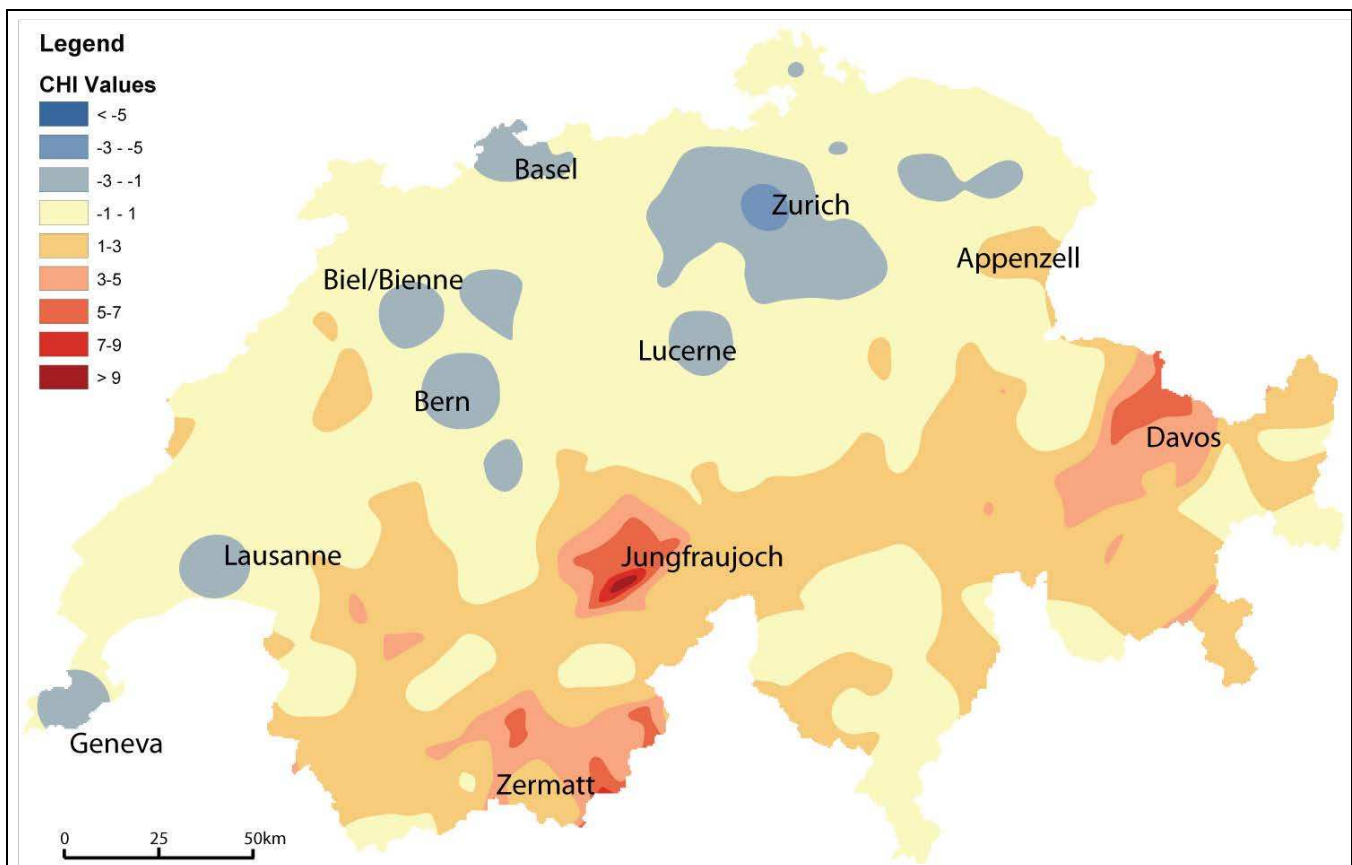 Legend
CHI Values
< -5
-3 - -5
-3 - -1
-1 - 1
1-3
3-5
5-7
7-9
> 9
Basel
Zurich
Appenzell
Biel/Bienne
Lucerne
Bern
Davos
Lausanne
Jungfraujoch
Geneva
Zermatt
0 25 50km